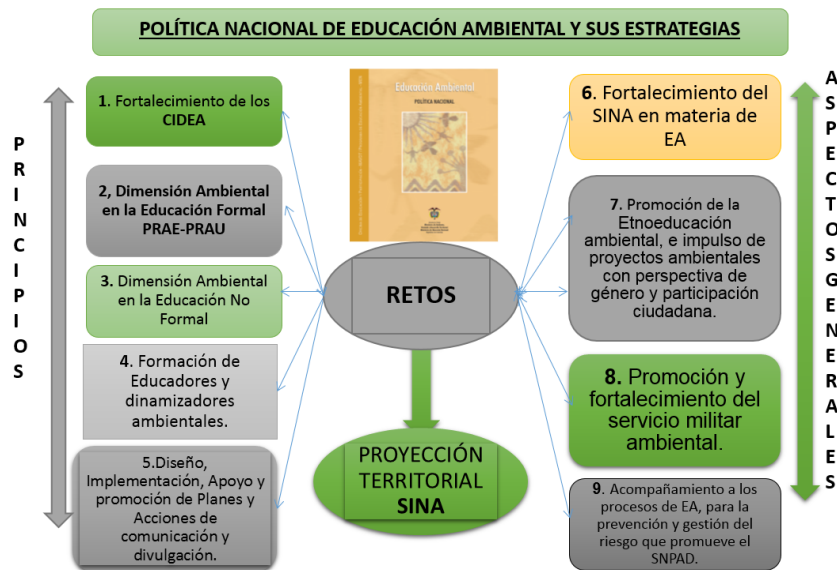 POLÍTICA NACIONAL DE EDUCACIÓN AMBIENTAL Y SUS ESTRATEGIAS
PRINCIPIOS
1. Fortalecimiento de los
CIDEA
2, Dimensión Ambiental
en la Educación Formal
PRAE-PRAU
3. Dimensión Ambiental
en la Educación No
Formal
4. Formación de
Educadores y
dinamizadores
ambientales.
5.Diseño,
Implementación, Apoyo y
promoción de Planes y
Acciones de
comunicación y
divulgación.
Educación Ambiental
POLÍTICA NACIONAL
RETOS
PROYECCIÓN
TERRITORIAL
SINA
6. Fortalecimiento del
SINA en materia de
EA
7. Promoción de la
Etnoeducación
ambiental, e impulso de
proyectos ambientales
con perspectiva de
género y participación
ciudadana.
8. Promoción y
fortalecimiento del
servicio militar
ambiental.
9. Acompañamiento a los
procesos de EA, para la
prevención y gestión del
riesgo que promueve el
SNPAD.
ASPECTOS GENERALES